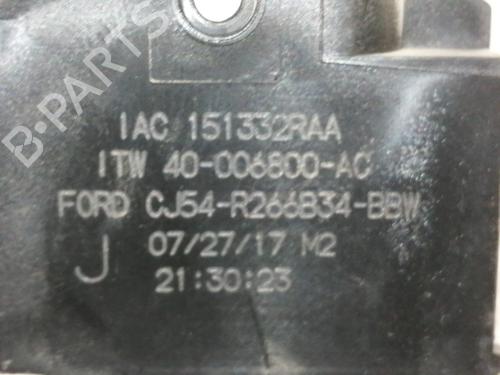 B-PARTS
IAC 151332RAA
ITW 40-006800-AC
FORD CJ54-R266B34-BBW
J 07/27/17 M2
21:30:23